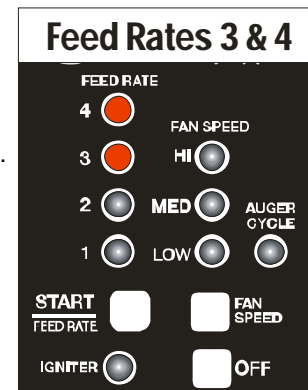 Feed Rates 3 & 4
FEED RATE
4
FAN SPEED
3 HI
2 MED AUGER
CYCLE
1 LOW
START FAN
FEED RATE SPEED
IGNITER OFF